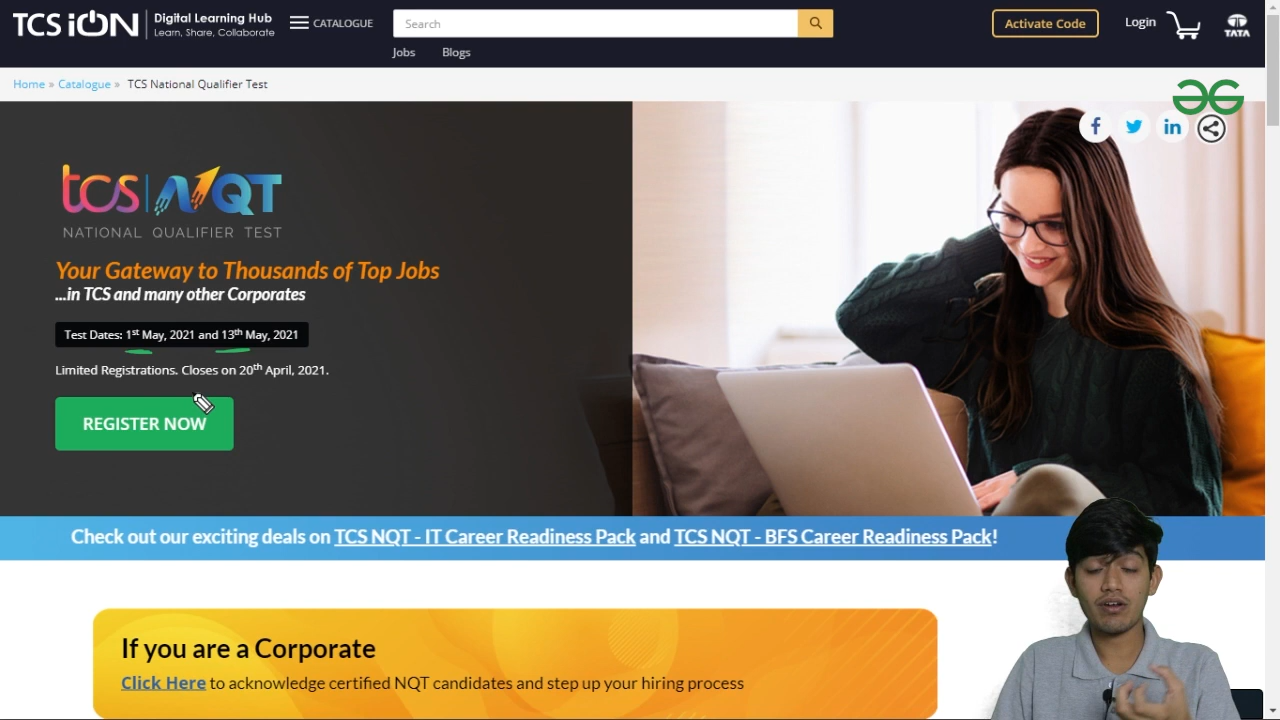 TCS iON Digital Learning Hub
Learn, Share, Collaborate
CATALOGUE
Search
Activate Code
Login
TATA
Jobs Blogs
Home » Catalogue » TCS National Qualifier Test
tcs NQT
NATIONAL QUALIFIER TEST
Your Gateway to Thousands of Top Jobs
...in TCS and many other Corporates
Test Dates: 1st May, 2021 and 13th May, 2021
Limited Registrations. Closes on 20th April, 2021.
REGISTER NOW
Check out our exciting deals on TCS NQT - IT Career Readiness Pack and TCS NQT - BFS Career Readiness Pack!
If you are a Corporate
Click Here to acknowledge certified NQT candidates and step up your hiring process